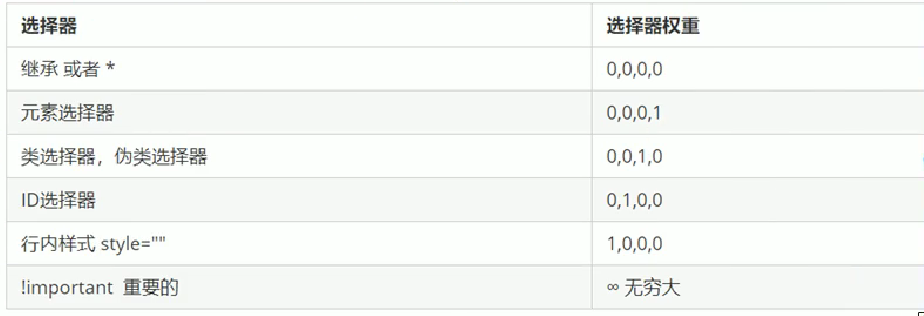 选择器 选择器权重
继承 或者 * 0,0,0,0
元素选择器 0,0,0,1
类选择器，伪类选择器 0,0,1,0
ID选择器 0,1,0,0
行内样式 style="" 1,0,0,0
!important 重要的 ∞ 无穷大